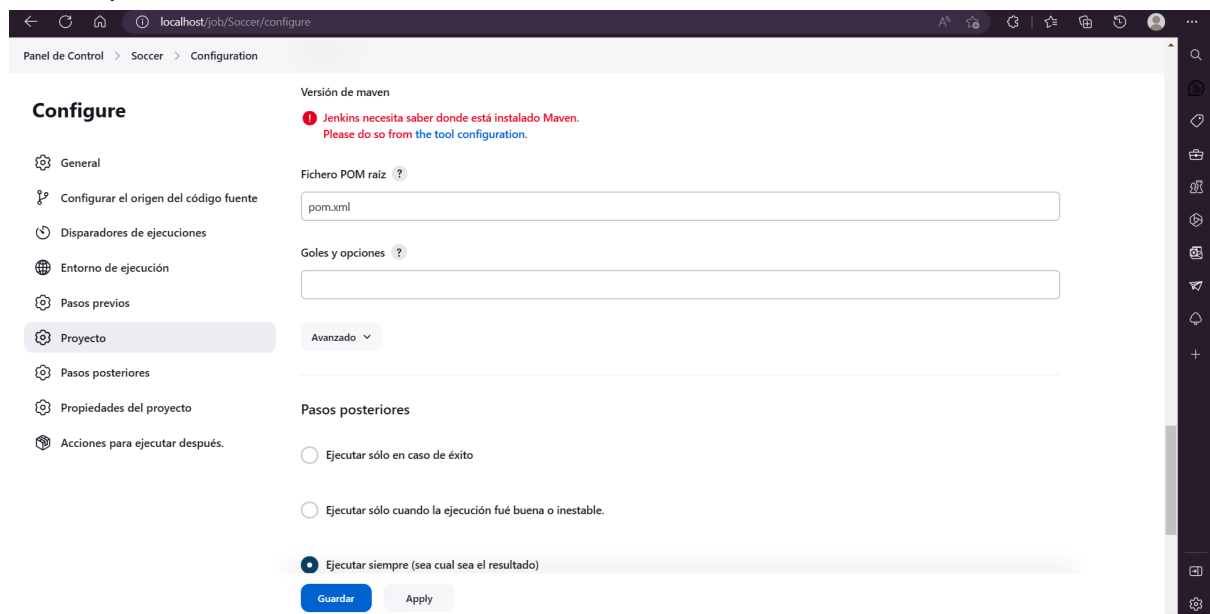 localhost/job/Soccer/configure
Panel de Control > Soccer > Configuration
Configure
General
Configurar el origen del código fuente
Disparadores de ejecuciones
Entorno de ejecución
Pasos previos
Proyecto
Pasos posteriores
Propiedades del proyecto
Acciones para ejecutar después.
Versión de maven
Jenkins necesita saber donde está instalado Maven.
Please do so from the tool configuration.
Fichero POM raíz ?
pom.xml
Goles y opciones ?
Avanzado
Pasos posteriores
Ejecutar sólo en caso de éxito
Ejecutar sólo cuando la ejecución fué buena o inestable.
Ejecutar siempre (sea cual sea el resultado)
Guardar Apply